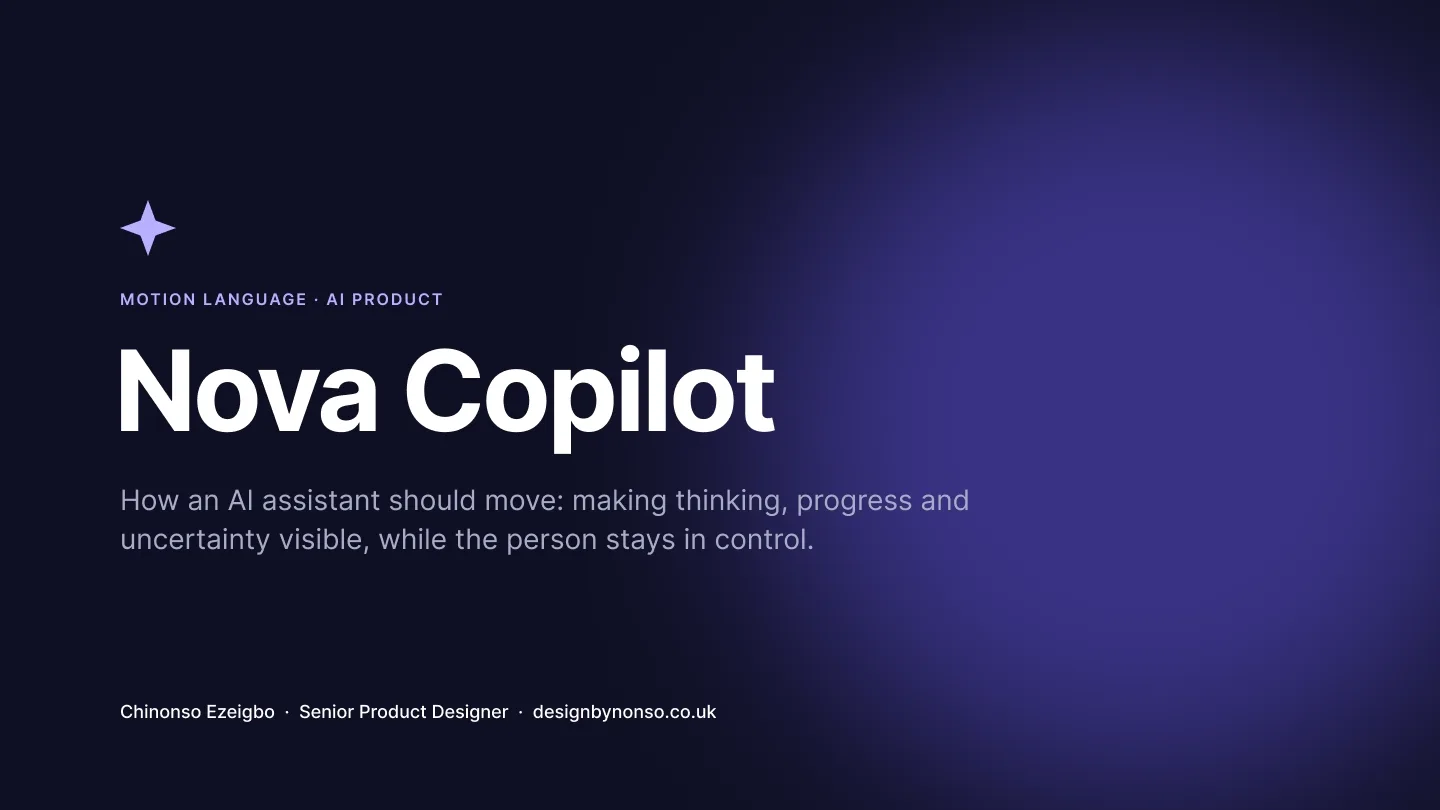 MOTION LANGUAGE · AI PRODUCT
Nova Copilot
How an AI assistant should move: making thinking, progress and
uncertainty visible, while the person stays in control.
Chinonso Ezeigbo · Senior Product Designer · designbynonso.co.uk